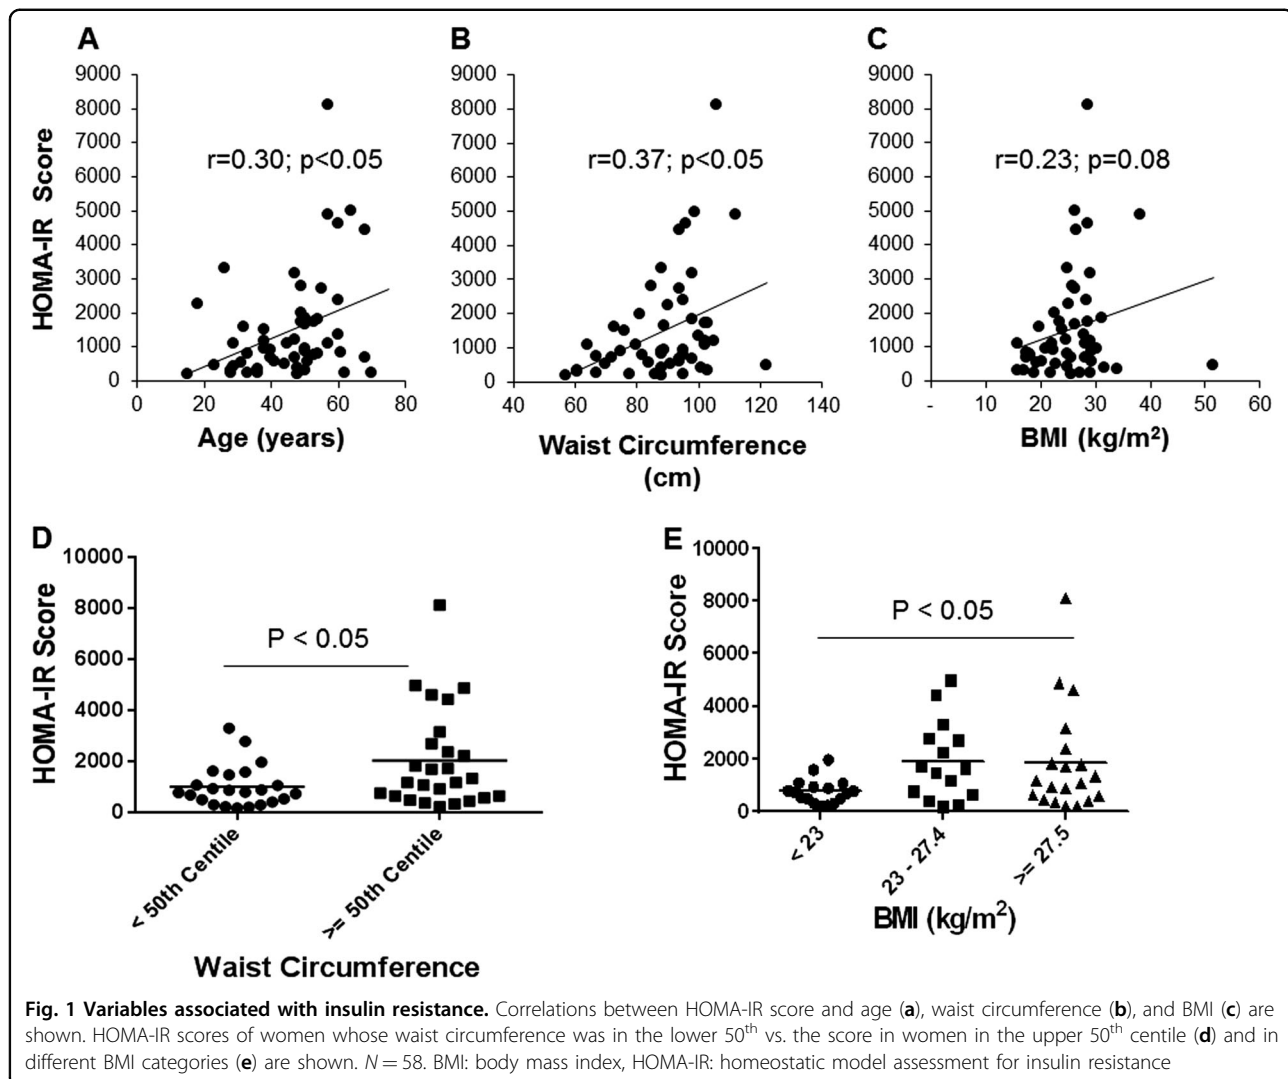 A
B
C
9000
8000
7000
6000
5000
4000
3000
2000
1000
0
HOMA-IR Score
r=0.30; p<0.05
0 20 40 60 80
Age (years)
9000
8000
7000
6000
5000
4000
3000
2000
1000
0
r=0.37; p<0.05
40 60 80 100 120 140
Waist Circumference
(cm)
9000
8000
7000
6000
5000
4000
3000
2000
1000
0
r=0.23; p=0.08
- 10 20 30 40 50 60
BMI (kg/m²)
D
10000
8000
6000
4000
2000
0
HOMA-IR Score
P < 0.05
< 50th Centile
>= 50th Centile
Waist Circumference
E
10000
8000
6000
4000
2000
0
HOMA-IR Score
P < 0.05
< 23
23 - 27.4
>= 27.5
BMI (kg/m²)
Fig. 1 Variables associated with insulin resistance. Correlations between HOMA-IR score and age (a), waist circumference (b), and BMI (c) are
shown. HOMA-IR scores of women whose waist circumference was in the lower 50th vs. the score in women in the upper 50th centile (d) and in
different BMI categories (e) are shown. N = 58. BMI: body mass index, HOMA-IR: homeostatic model assessment for insulin resistance